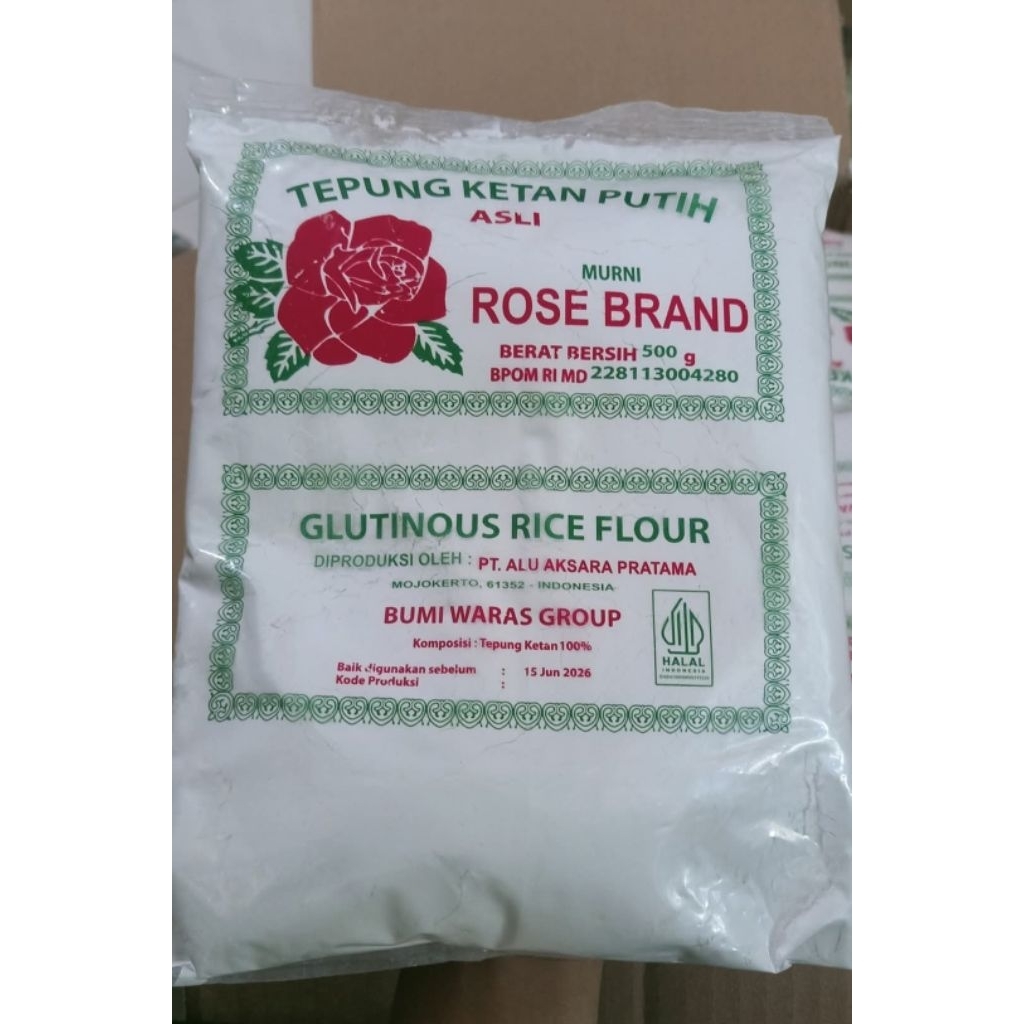 TEPUNG KETAN PUTIH
ASLI
MURNI
ROSE BRAND
BERAT BERSIH 500 g
BPOM RI MD 228113004280
GLUTINOUS RICE FLOUR
DIPRODUKSI OLEH : PT. ALU AKSARA PRATAMA
MOJOKERTO, 61352 - INDONESIA
BUMI WARAS GROUP
Komposisi : Tepung Ketan 100%
Baik digunakan sebelum : 15 Jun 2026
Kode Produksi :
HALAL
INDONESIA